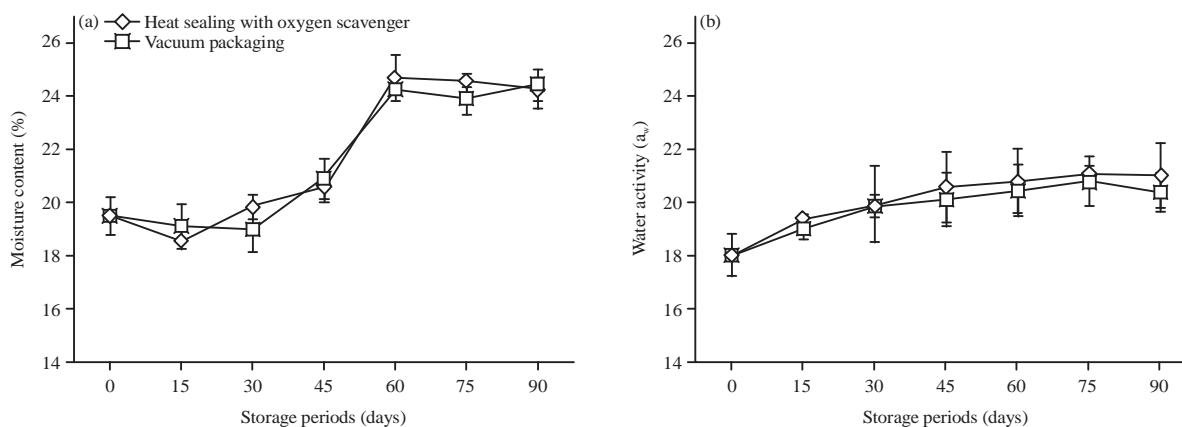 (a)
Heat sealing with oxygen scavenger
Vacuum packaging
26
24
22
20
18
16
14
Moisture content (%)
0 15 30 45 60 75 90
Storage periods (days)
(b)
26
24
22
20
18
16
14
Water activity (aw)
0 15 30 45 60 75 90
Storage periods (days)